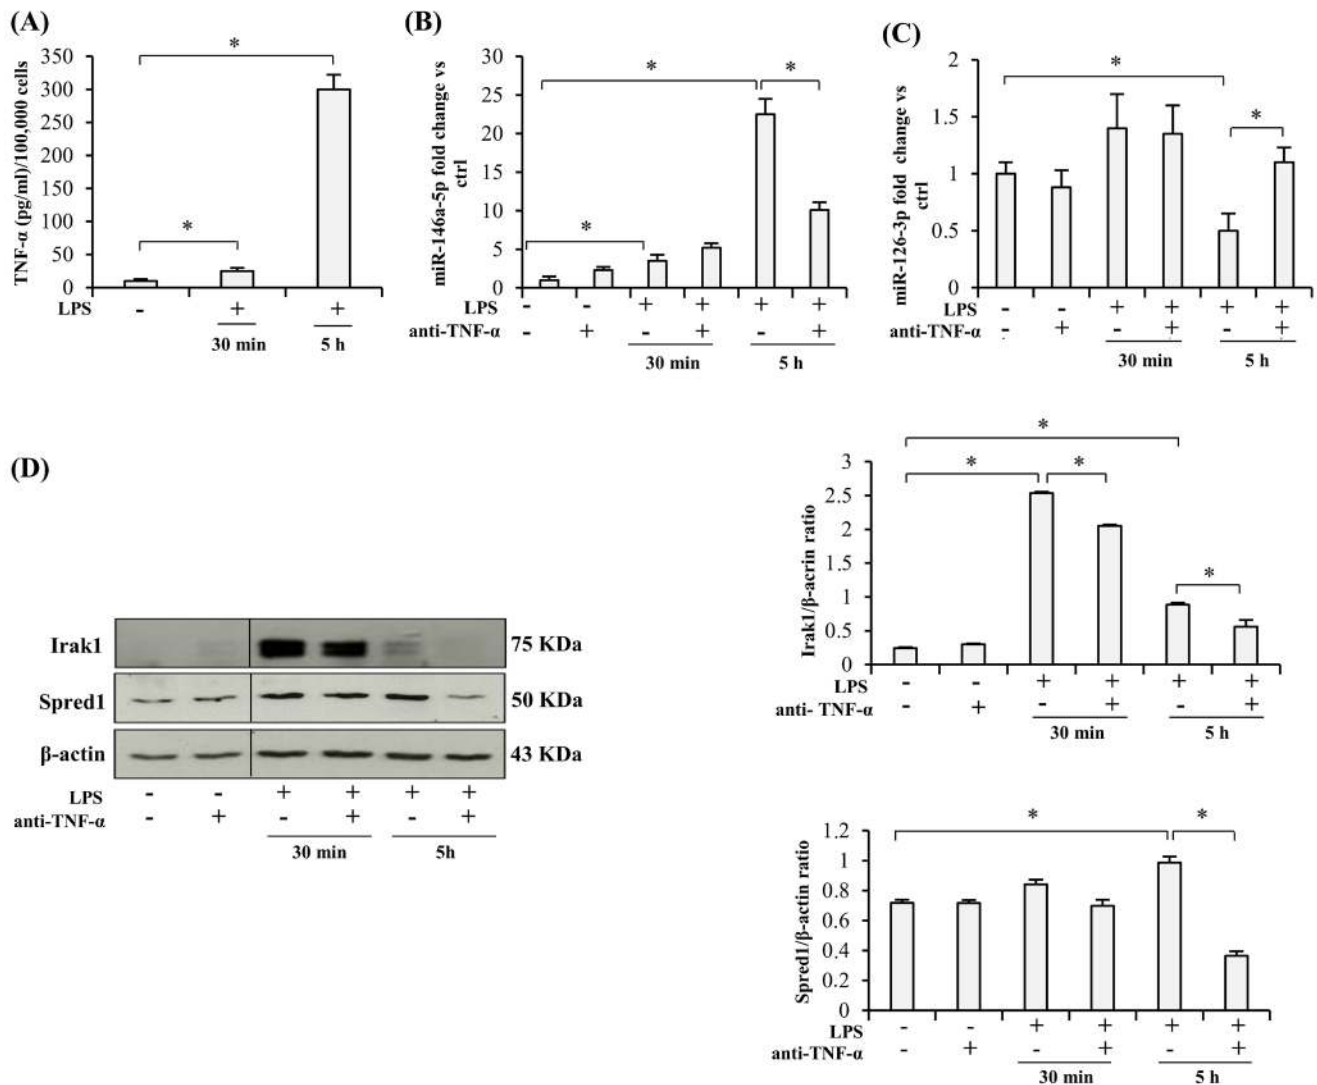 (A)
TNF-α (pg/ml)/100,000 cells
350
300
250
200
150
100
50
0
*
*
LPS - + +
30 min 5 h
(B)
miR-146a-5p fold change vs
ctrl
30
25
20
15
10
5
0
*
*
*
LPS - - + + + +
anti-TNF-α - + - + - +
30 min 5 h
(C)
miR-126-3p fold change vs
ctrl
2
1.5
1
0.5
0
*
*
LPS - - + + + +
anti-TNF-α - + - + - +
30 min 5 h
(D)
Irak1 75 KDa
Spred1 50 KDa
β-actin 43 KDa
LPS - - + + + +
anti-TNF-α - + - + - +
30 min 5h
Irak1/β-acrin ratio
3
2.5
2
1.5
1
0.5
0
*
*
*
*
LPS - - + + + +
anti- TNF-α - + - + - +
30 min 5 h
Spred1/β-actin ratio
1.2
1
0.8
0.6
0.4
0.2
0
*
*
LPS - - + + + +
anti-TNF-α - + - + - +
30 min 5 h